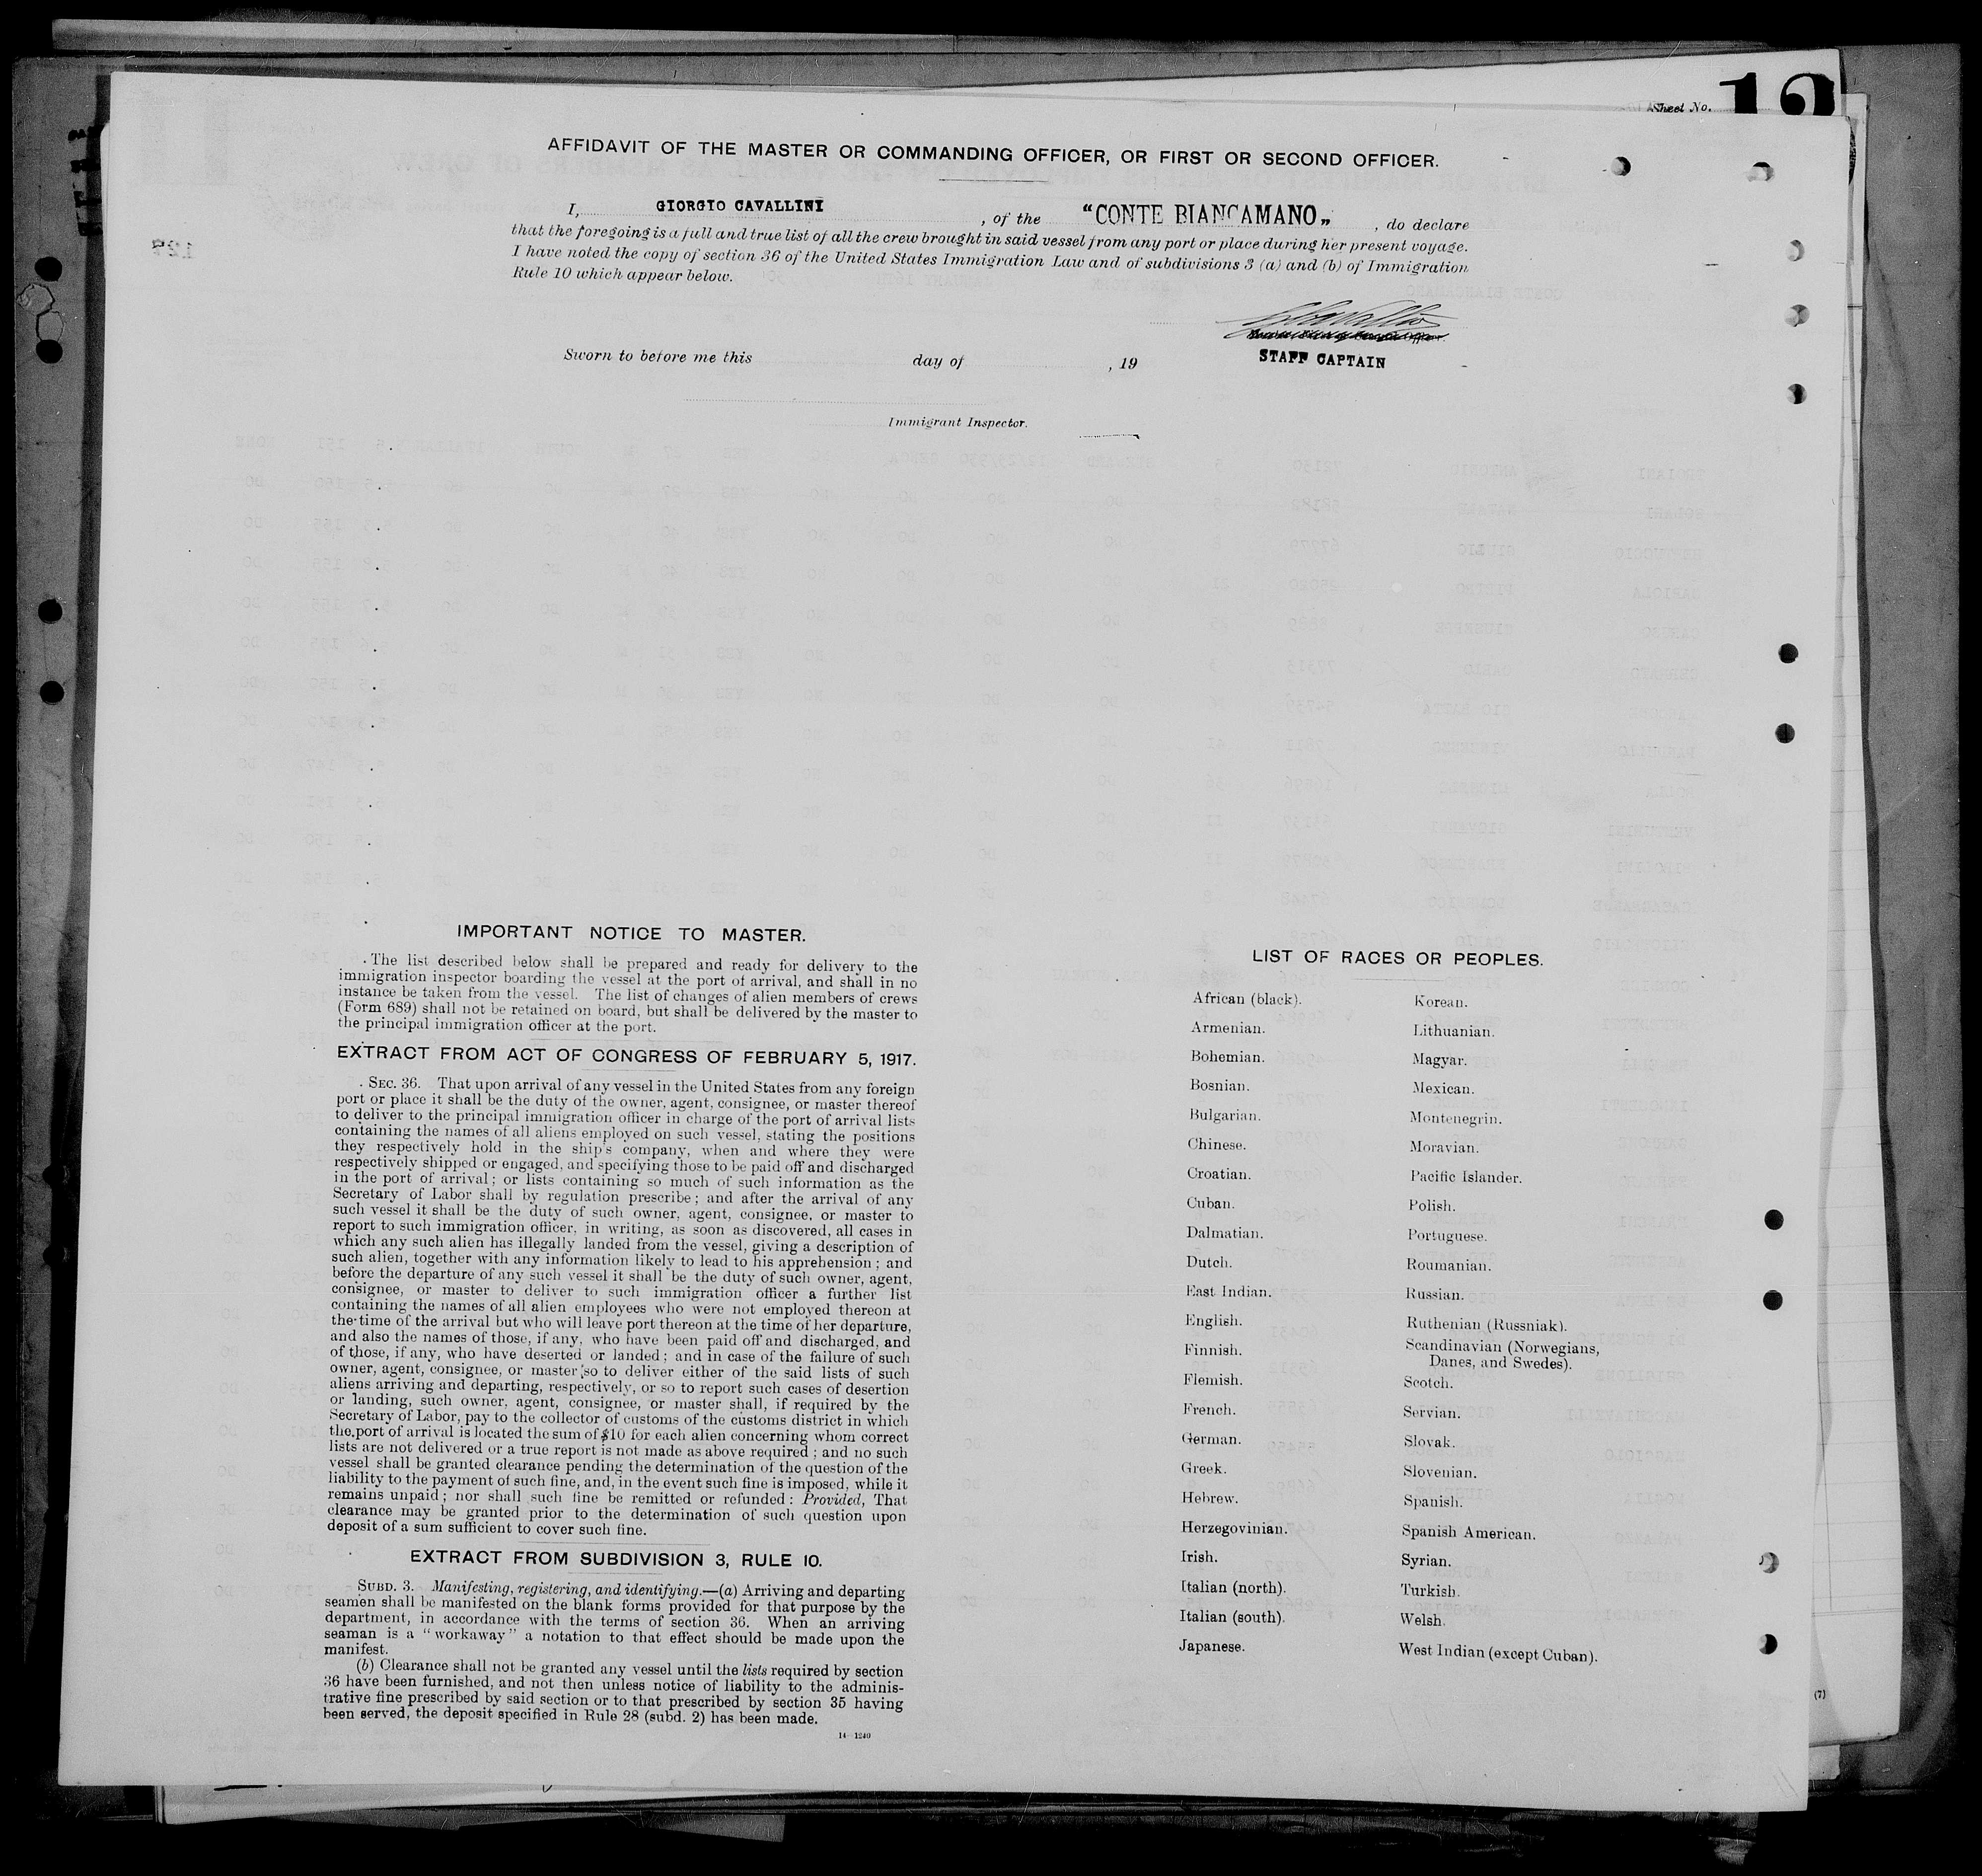 Sheet No. 12
AFFIDAVIT OF THE MASTER OR COMMANDING OFFICER, OR FIRST OR SECOND OFFICER.
I, GIORGIO CAVALLINI, of the "CONTE BIANCAMANO„, do declare
that the foregoing is a full and true list of all the crew brought in said vessel from any port or place during her present voyage.
I have noted the copy of section 36 of the United States Immigration Law and of subdivisions 3 (a) and (b) of Immigration
Rule 10 which appear below.
STAFF CAPTAIN
Sworn to before me this day of , 19
Immigrant Inspector.
IMPORTANT NOTICE TO MASTER.
The list described below shall be prepared and ready for delivery to the
immigration inspector boarding the vessel at the port of arrival, and shall in no
instance be taken from the vessel. The list of changes of alien members of crews
(Form 689) shall not be retained on board, but shall be delivered by the master to
the principal immigration officer at the port.
EXTRACT FROM ACT OF CONGRESS OF FEBRUARY 5, 1917.
SEC. 36. That upon arrival of any vessel in the United States from any foreign
port or place it shall be the duty of the owner, agent, consignee, or master thereof
to deliver to the principal immigration officer in charge of the port of arrival lists
containing the names of all aliens employed on such vessel, stating the positions
they respectively hold in the ship's company, when and where they were
respectively shipped or engaged, and specifying those to be paid off and discharged
in the port of arrival; or lists containing so much of such information as the
Secretary of Labor shall by regulation prescribe; and after the arrival of any
such vessel it shall be the duty of such owner, agent, consignee, or master to
report to such immigration officer, in writing, as soon as discovered, all cases in
which any such alien has illegally landed from the vessel, giving a description of
such alien, together with any information likely to lead to his apprehension; and
before the departure of any such vessel it shall be the duty of such owner, agent,
consignee, or master to deliver to such immigration officer a further list
containing the names of all alien employees who were not employed thereon at
the time of the arrival but who will leave port thereon at the time of her departure,
and also the names of those, if any, who have been paid off and discharged, and
of those, if any, who have deserted or landed; and in case of the failure of such
owner, agent, consignee, or master so to deliver either of the said lists of such
aliens arriving and departing, respectively, or so to report such cases of desertion
or landing, such owner, agent, consignee, or master shall, if required by the
Secretary of Labor, pay to the collector of customs of the customs district in which
the port of arrival is located the sum of $10 for each alien concerning whom correct
lists are not delivered or a true report is not made as above required; and no such
vessel shall be granted clearance pending the determination of the question of the
liability to the payment of such fine, and, in the event such fine is imposed, while it
remains unpaid; nor shall such fine be remitted or refunded: Provided, That
clearance may be granted prior to the determination of such question upon
deposit of a sum sufficient to cover such fine.
EXTRACT FROM SUBDIVISION 3, RULE 10.
SUBD. 3. Manifesting, registering, and identifying.—(a) Arriving and departing
seamen shall be manifested on the blank forms provided for that purpose by the
department, in accordance with the terms of section 36. When an arriving
seaman is a "workaway" a notation to that effect should be made upon the
manifest.
(b) Clearance shall not be granted any vessel until the lists required by section
36 have been furnished, and not then unless notice of liability to the adminis-
trative fine prescribed by said section or to that prescribed by section 35 having
been served, the deposit specified in Rule 28 (subd. 2) has been made.
14—1240
LIST OF RACES OR PEOPLES.
African (black).
Armenian.
Bohemian.
Bosnian.
Bulgarian.
Chinese.
Croatian.
Cuban.
Dalmatian.
Dutch.
East Indian.
English.
Finnish.
Flemish.
French.
German.
Greek.
Hebrew.
Herzegovinian.
Irish.
Italian (north).
Italian (south).
Japanese.
Korean.
Lithuanian.
Magyar.
Mexican.
Montenegrin.
Moravian.
Pacific Islander.
Polish.
Portuguese.
Roumanian.
Russian.
Ruthenian (Russniak).
Scandinavian (Norwegians,
Danes, and Swedes).
Scotch.
Servian.
Slovak.
Slovenian.
Spanish.
Spanish American.
Syrian.
Turkish.
Welsh.
West Indian (except Cuban).
(7)